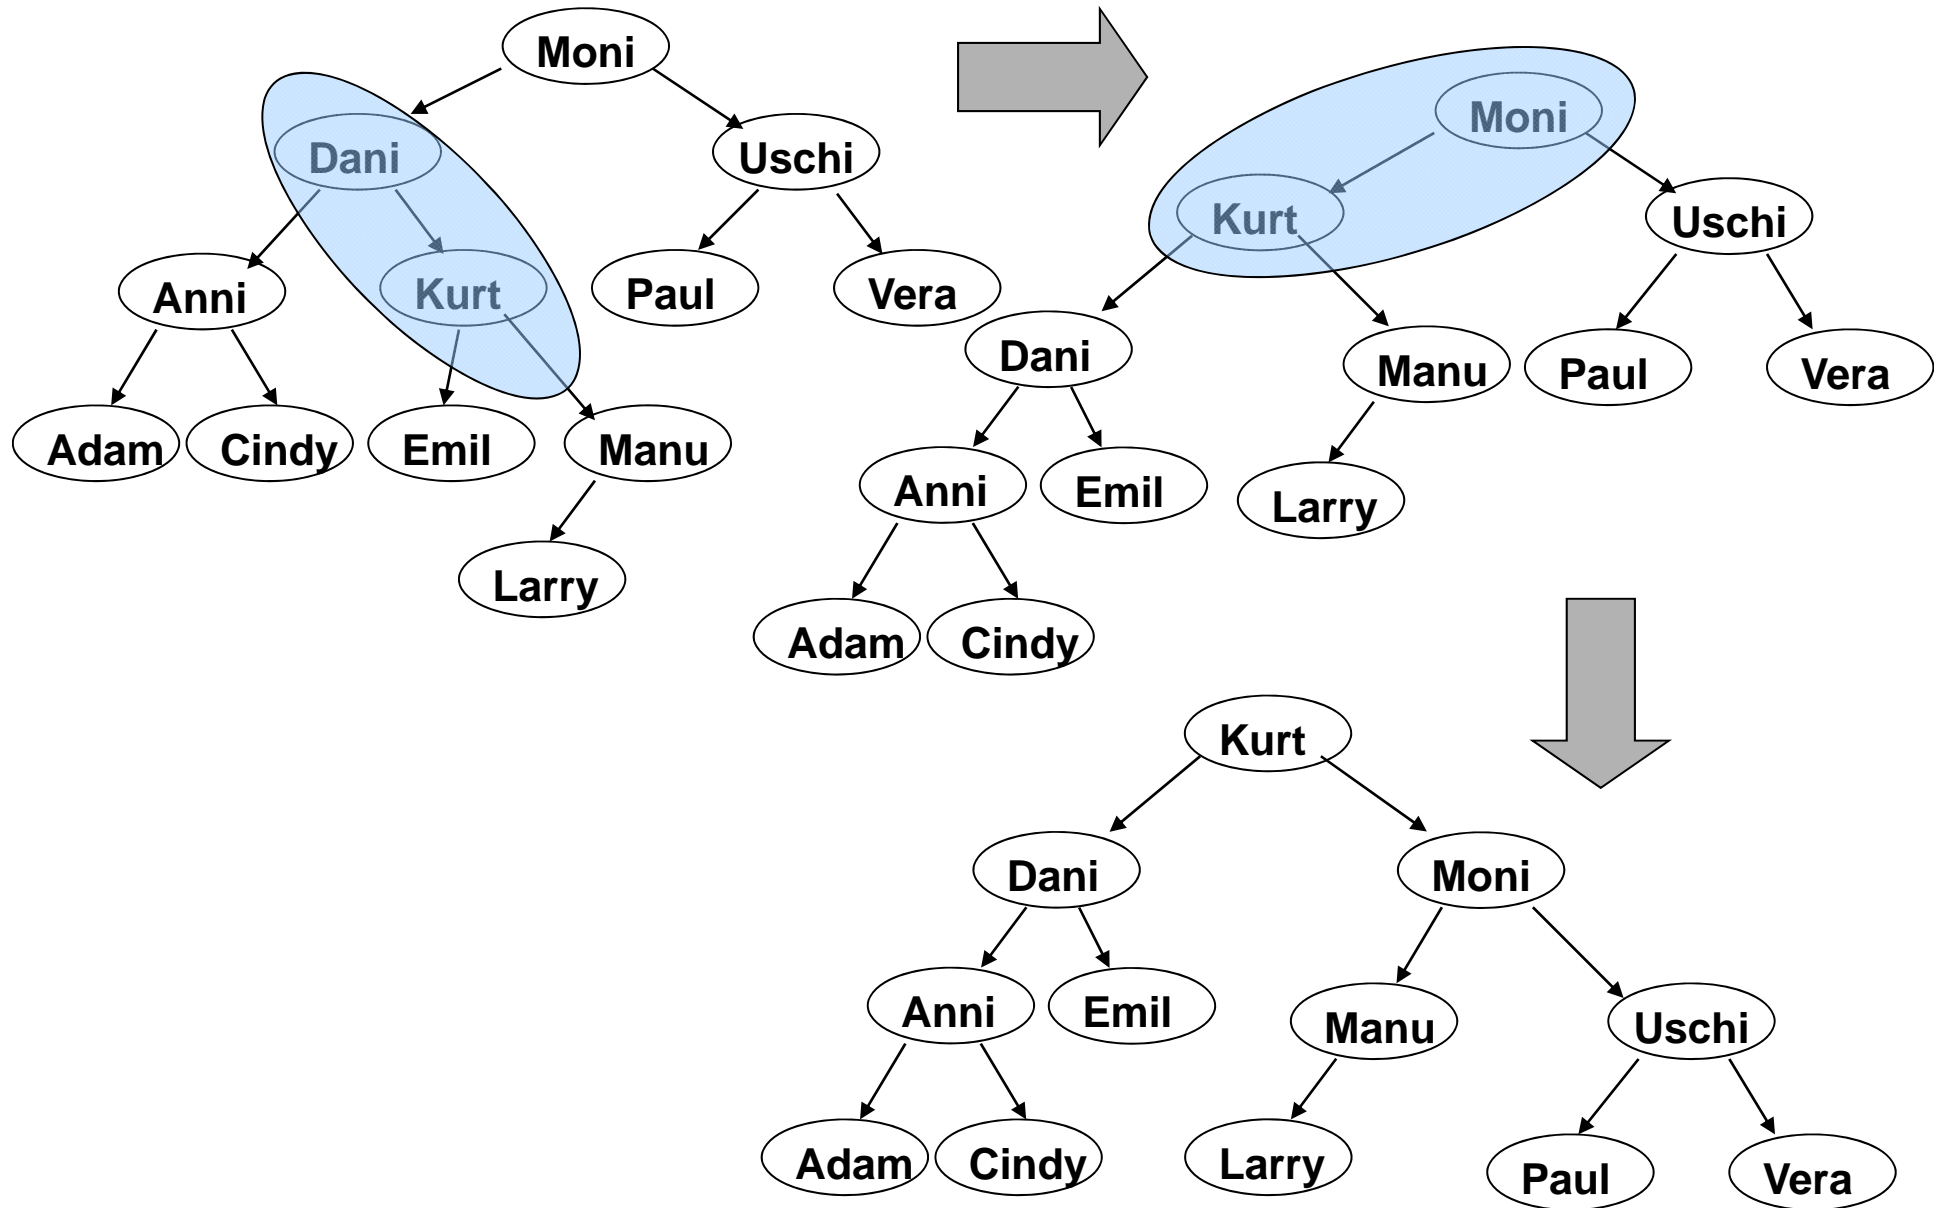 Moni
Dani
Uschi
Anni
Kurt
Paul
Vera
Adam
Cindy
Emil
Manu
Larry
Moni
Kurt
Uschi
Dani
Manu
Paul
Vera
Anni
Emil
Larry
Adam
Cindy
Kurt
Dani
Moni
Anni
Emil
Manu
Uschi
Adam
Cindy
Larry
Paul
Vera